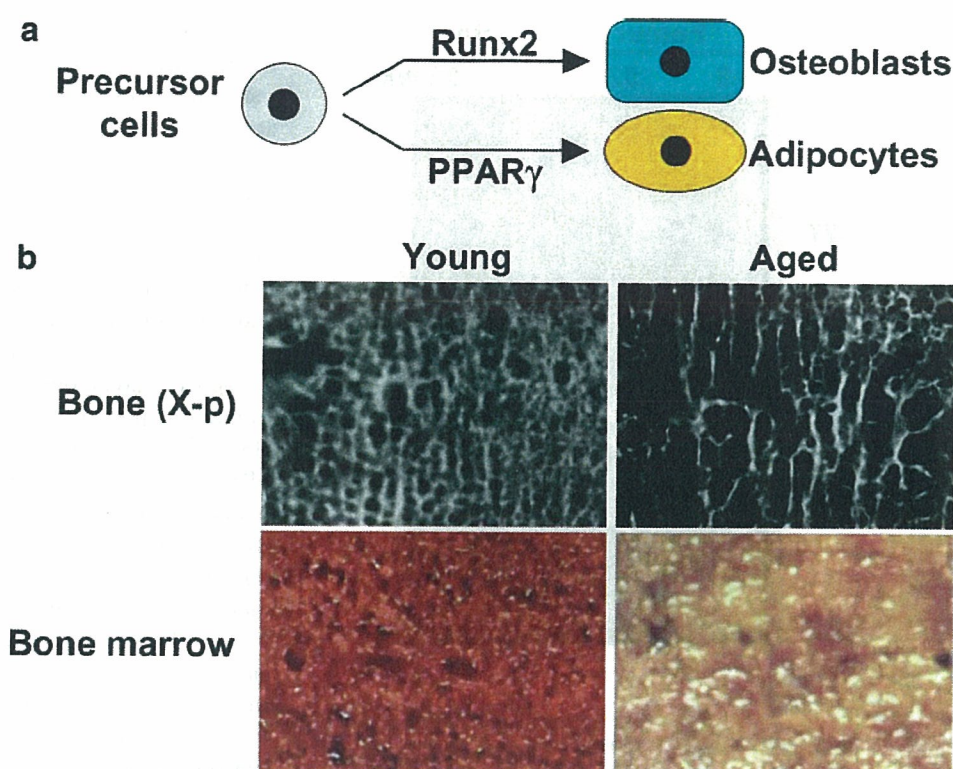 a
Runx2
Precursor
cells
Osteoblasts
Adipocytes
PPARγ
b
Young
Aged
Bone (X-p)
Bone marrow